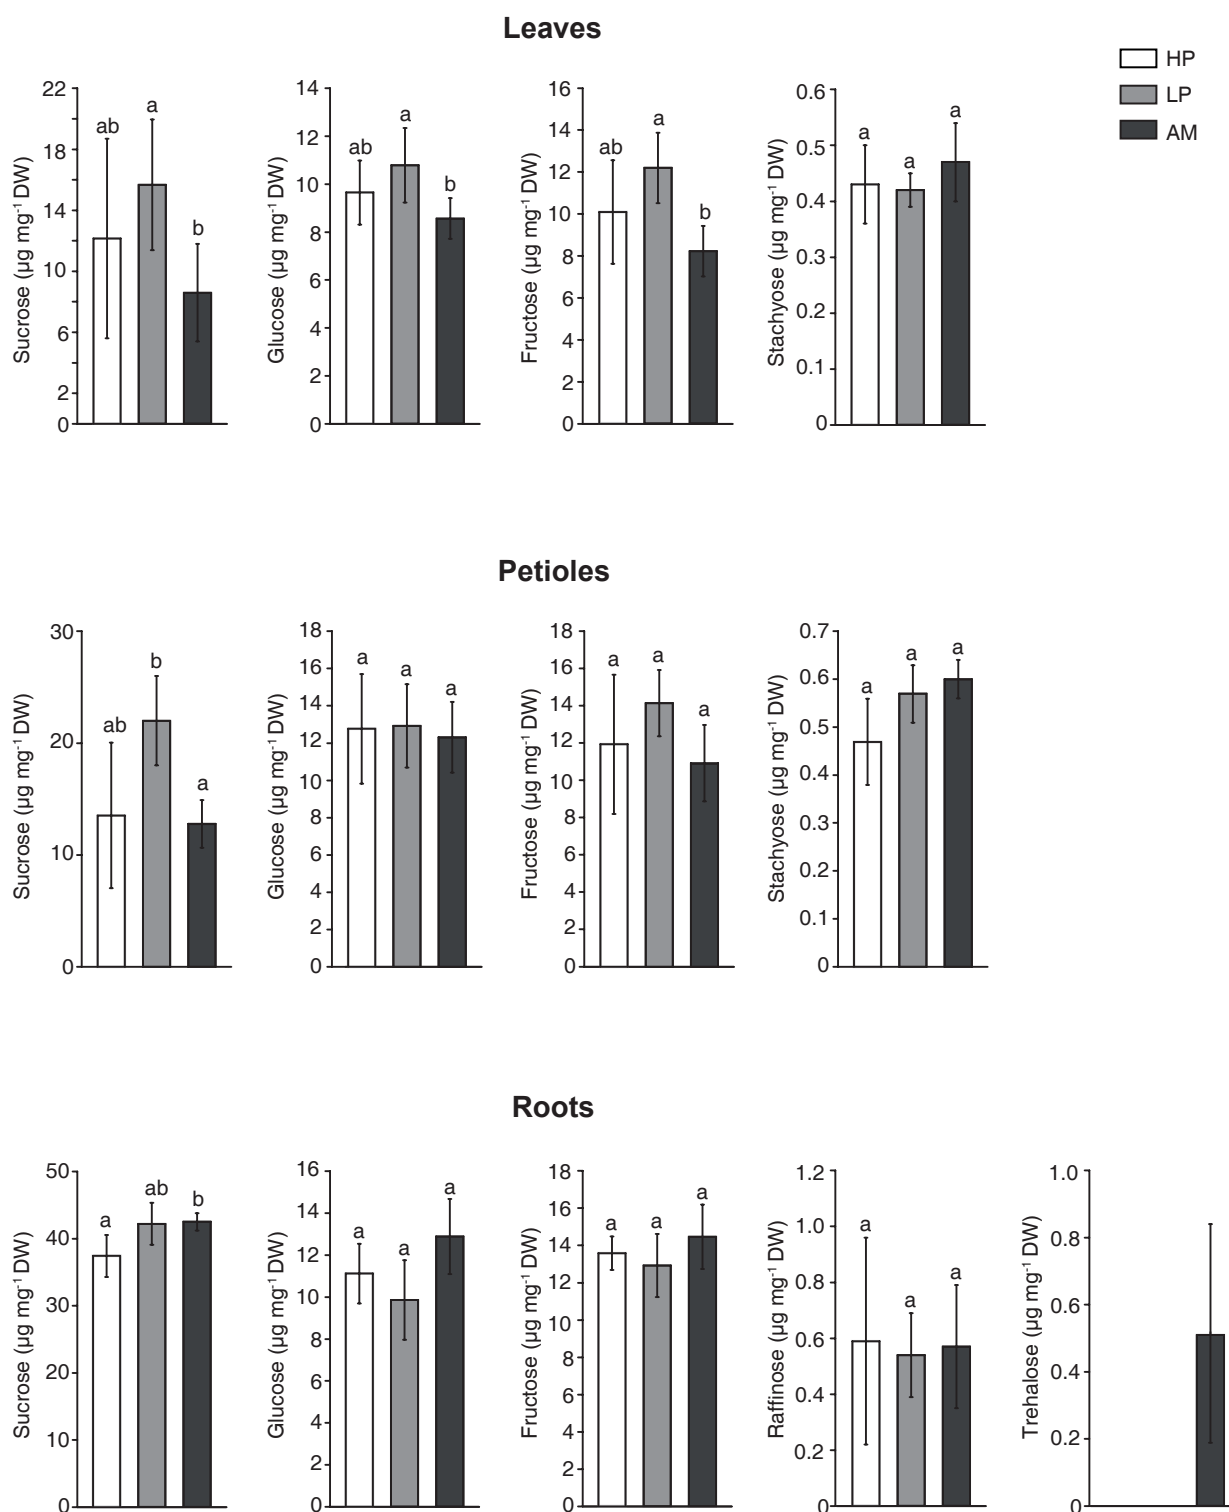 Leaves
HP
LP
AM
Sucrose (µg mg-1 DW)
22
18
14
10
6
2
0
ab
a
b
Glucose (µg mg-1 DW)
14
12
10
8
6
4
2
0
ab
a
b
Fructose (µg mg-1 DW)
16
14
12
10
8
6
4
2
0
ab
a
b
Stachyose (µg mg-1 DW)
0.6
0.5
0.4
0.3
0.2
0.1
0
a
a
a
Petioles
Sucrose (µg mg-1 DW)
30
20
10
0
ab
b
a
Glucose (µg mg-1 DW)
18
16
14
12
10
8
6
4
2
0
a
a
a
Fructose (µg mg-1 DW)
18
16
14
12
10
8
6
4
2
0
a
a
a
Stachyose (µg mg-1 DW)
0.7
0.6
0.5
0.4
0.3
0.2
0.1
0
a
a
a
Roots
Sucrose (µg mg-1 DW)
50
40
30
20
10
0
a
ab
b
Glucose (µg mg-1 DW)
16
14
12
10
8
6
4
2
0
a
a
a
Fructose (µg mg-1 DW)
18
16
14
12
10
8
6
4
2
0
a
a
a
Raffinose (µg mg-1 DW)
1.2
1.0
0.8
0.6
0.4
0.2
0
a
a
a
Trehalose (µg mg-1 DW)
1.0
0.8
0.6
0.4
0.2
0